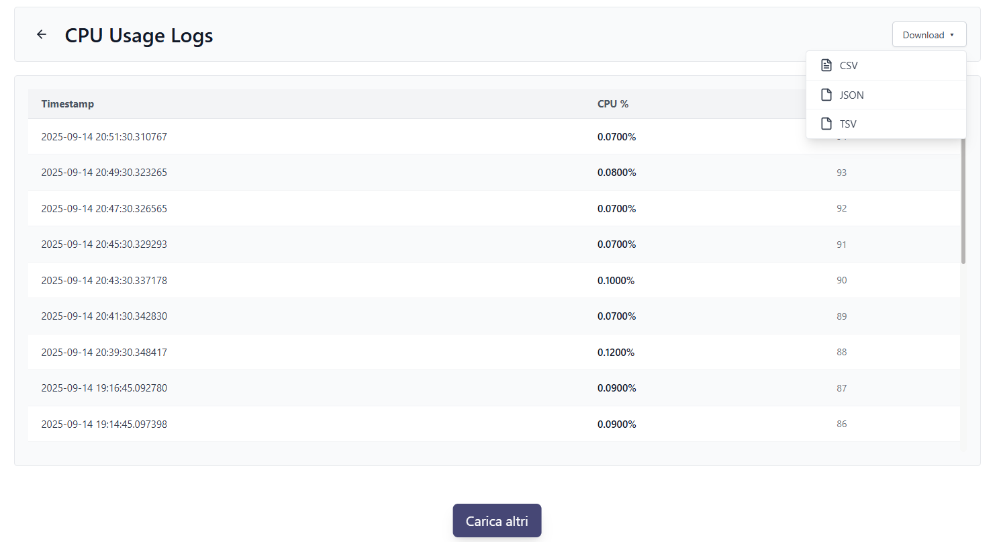 CPU Usage Logs
Download
CSV
JSON
TSV
Timestamp CPU %
2025-09-14 20:51:30.310767 0.0700%
2025-09-14 20:49:30.323265 0.0800% 93
2025-09-14 20:47:30.326565 0.0700% 92
2025-09-14 20:45:30.329293 0.0700% 91
2025-09-14 20:43:30.337178 0.1000% 90
2025-09-14 20:41:30.342830 0.0700% 89
2025-09-14 20:39:30.348417 0.1200% 88
2025-09-14 19:16:45.092780 0.0900% 87
2025-09-14 19:14:45.097398 0.0900% 86
Carica altri